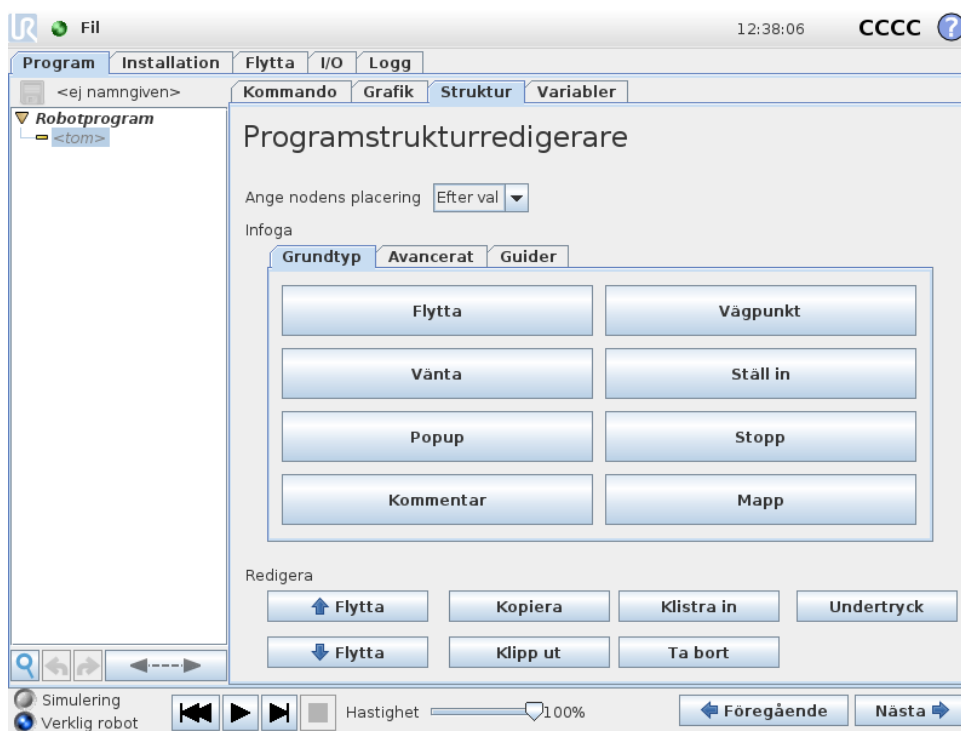 UR Fil 12:38:06 CCCC ?
Program Installation Flytta I/O Logg
<ej namngiven>
Kommando Grafik Struktur Variabler
Robotprogram
<tom>
Programstrukturredigerare
Ange nodens placering Efter val
Infoga
Grundtyp Avancerat Guider
Flytta Vägpunkt
Vänta Ställ in
Popup Stopp
Kommentar Mapp
Redigera
Flytta Kopiera Klistra in Undertryck
Flytta Klipp ut Ta bort
Simulering
Verklig robot
Hastighet 100%
Föregående Nästa